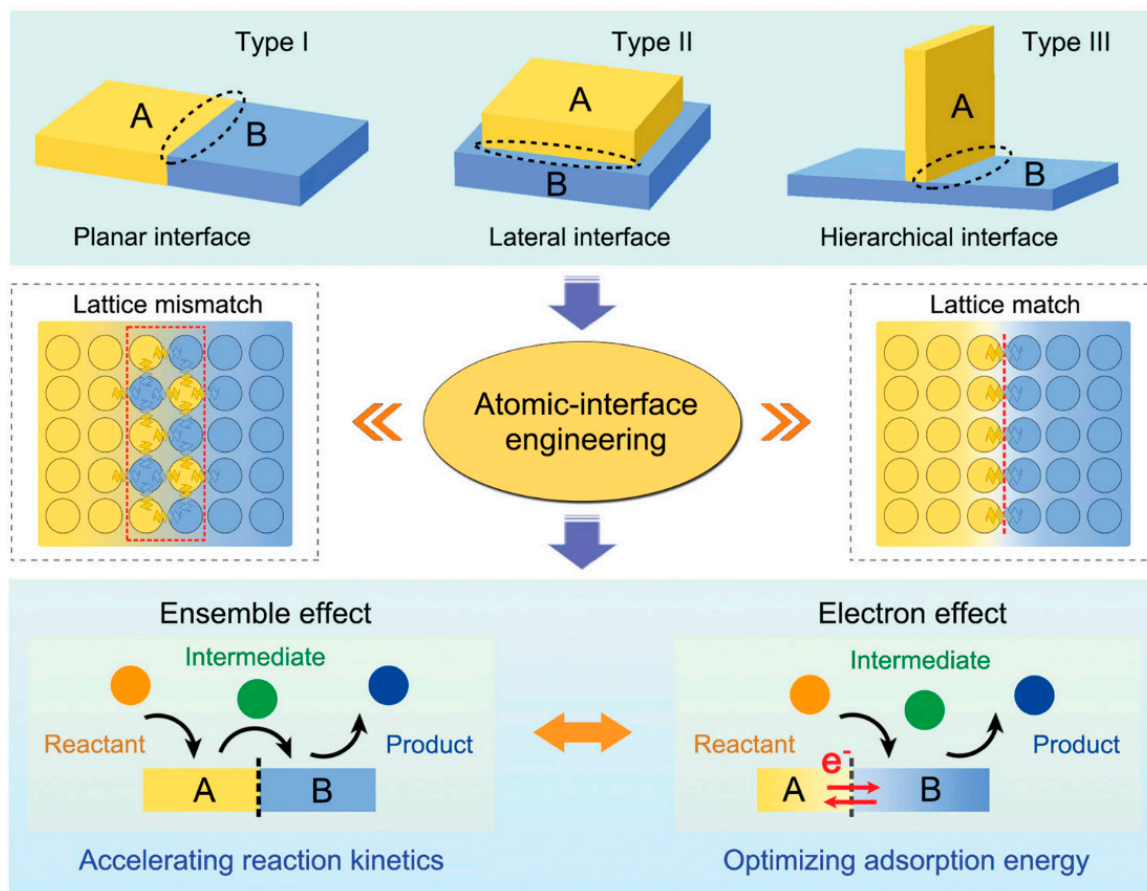 Type I
Type II
Type III
A
B
A
B
A
B
Planar interface
Lateral interface
Hierarchical interface
Lattice mismatch
Lattice match
Atomic-interface
engineering
Ensemble effect
Intermediate
Reactant
Product
A
B
Accelerating reaction kinetics
Electron effect
Intermediate
Reactant
Product
e⁻
A
B
Optimizing adsorption energy